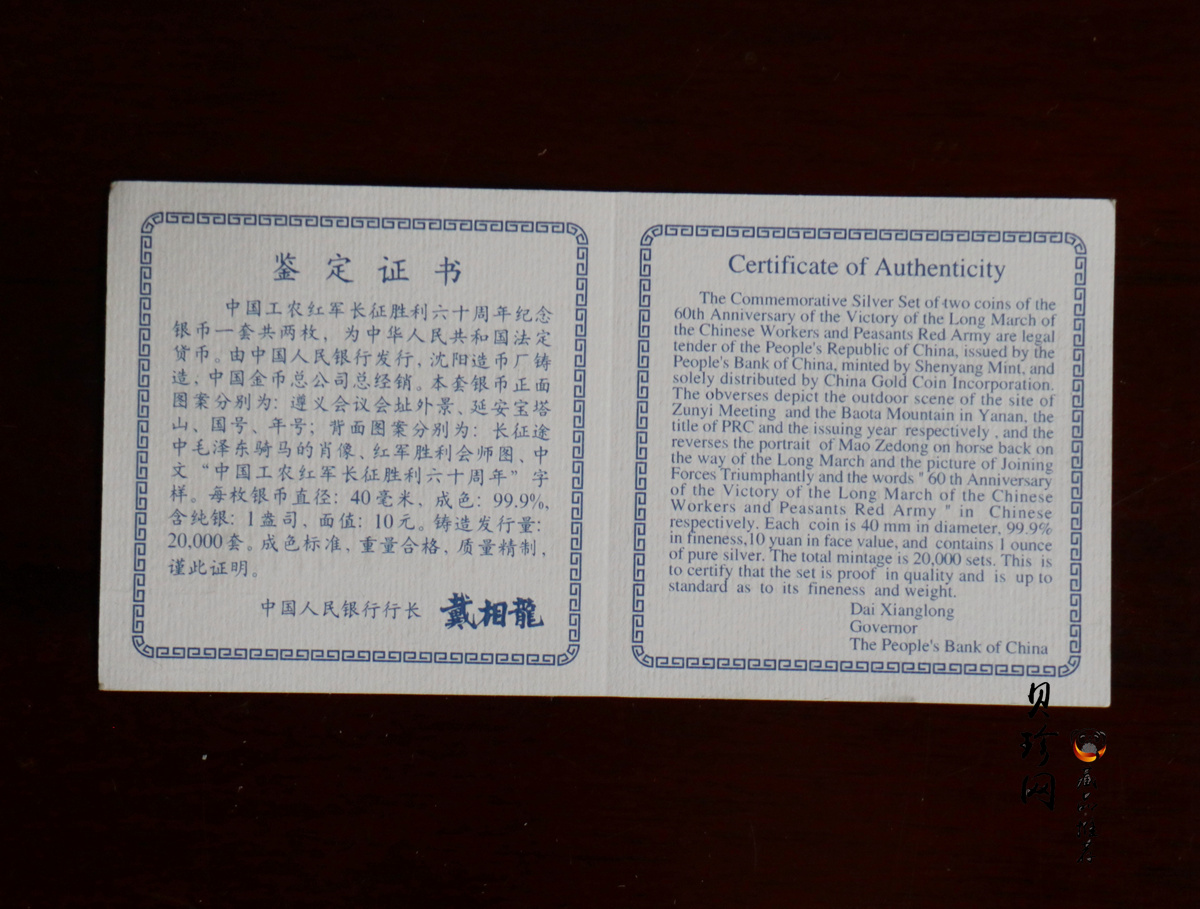 鉴定证书
中国工农红军长征胜利六十周年纪念
银币一套共两枚，为中华人民共和国法定
货币。由中国人民银行发行，沈阳造币厂铸
造，中国金币总公司总经销。本套银币正面
图案分别为：遵义会议会址外景、延安宝塔
山、国号、年号；背面图案分别为：长征途
中毛泽东骑马的肖像、红军胜利会师图、中
文“中国工农红军长征胜利六十周年”字
样。每枚银币直径：40毫米，成色：99.9%，
含纯银：1盎司，面值：10元。铸造发行量：
20,000套。成色标准，重量合格，质量精制，
谨此证明。
中国人民银行行长 戴相龍
Certificate of Authenticity
The Commemorative Silver Set of two coins of the
60th Anniversary of the Victory of the Long March of
the Chinese Workers and Peasants Red Army are legal
tender of the People's Republic of China, issued by the
People's Bank of China, minted by Shenyang Mint, and
solely distributed by China Gold Coin Incorporation.
The obverses depict the outdoor scene of the site of
Zunyi Meeting and the Baota Mountain in Yanan, the
title of PRC and the issuing year respectively , and the
reverses the portrait of Mao Zedong on horse back on
the way of the Long March and the picture of Joining
Forces Triumphantly and the words " 60 th Anniversary
of the Victory of the Long March of the Chinese
Workers and Peasants Red Army " in Chinese
respectively. Each coin is 40 mm in diameter, 99.9%
in fineness,10 yuan in face value, and contains 1 ounce
of pure silver. The total mintage is 20,000 sets. This is
to certify that the set is proof in quality and is up to
standard as to its fineness and weight.
Dai Xianglong
Governor
The People's Bank of China
贝珍网